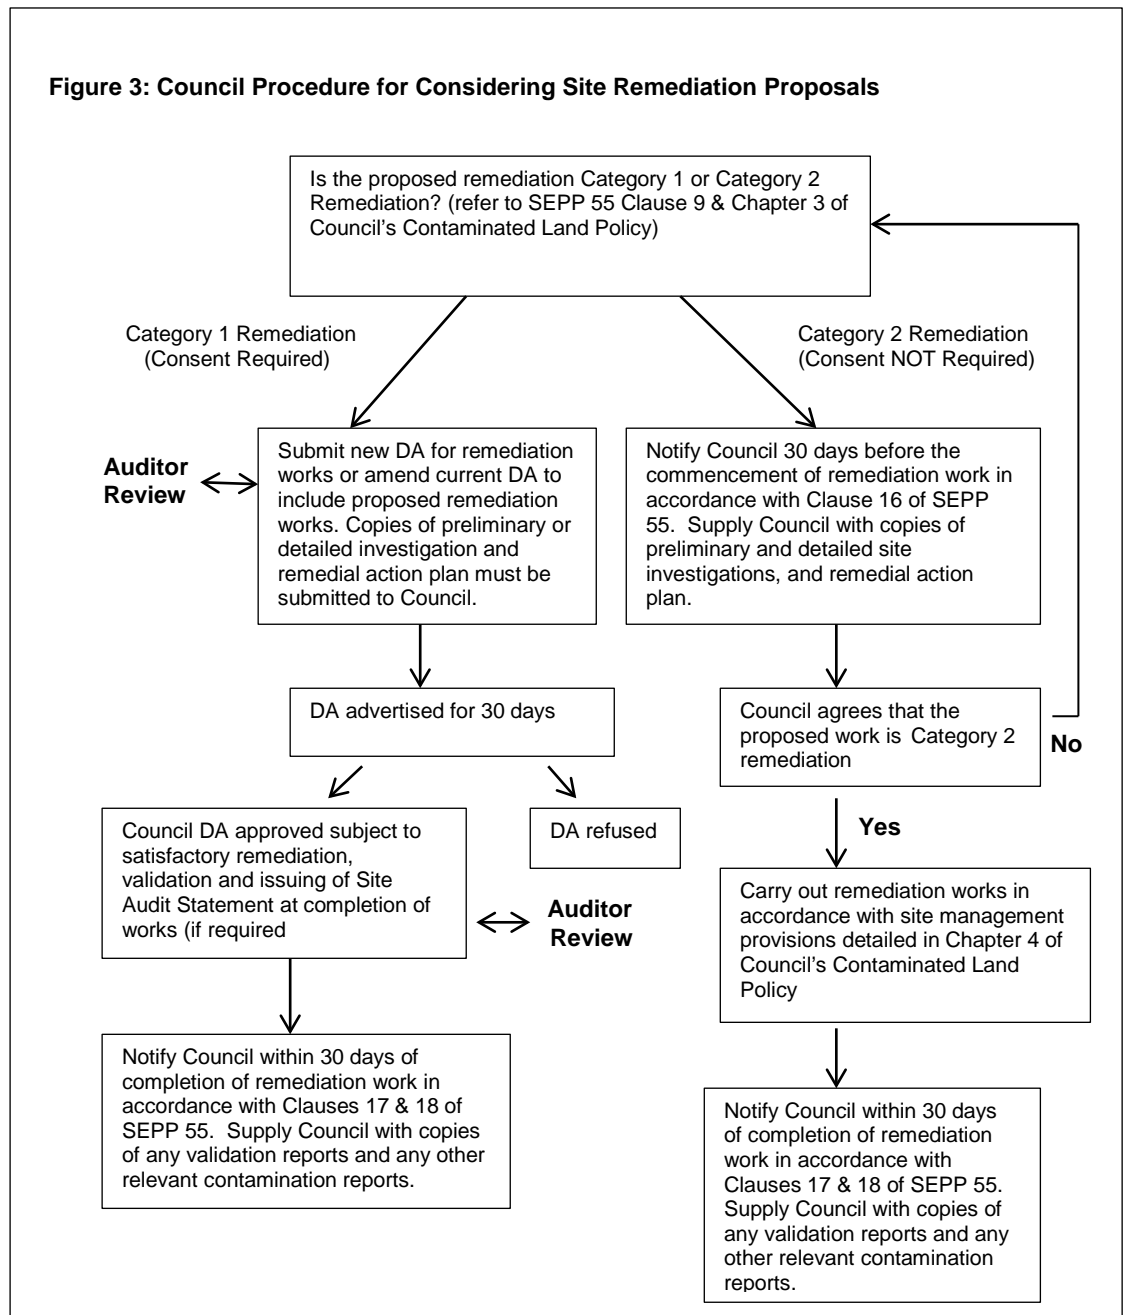 Figure 3: Council Procedure for Considering Site Remediation Proposals
Is the proposed remediation Category 1 or Category 2
Remediation? (refer to SEPP 55 Clause 9 & Chapter 3 of
Council's Contaminated Land Policy)
Category 1 Remediation
(Consent Required)
Category 2 Remediation
(Consent NOT Required)
Auditor
Review
Submit new DA for remediation
works or amend current DA to
include proposed remediation
works. Copies of preliminary or
detailed investigation and
remedial action plan must be
submitted to Council.
Notify Council 30 days before the
commencement of remediation work in
accordance with Clause 16 of SEPP
55. Supply Council with copies of
preliminary and detailed site
investigations, and remedial action
plan.
DA advertised for 30 days
Council agrees that the
proposed work is Category 2
remediation
No
Council DA approved subject to
satisfactory remediation,
validation and issuing of Site
Audit Statement at completion of
works (if required
DA refused
Yes
Auditor
Review
Carry out remediation works in
accordance with site management
provisions detailed in Chapter 4 of
Council's Contaminated Land
Policy
Notify Council within 30 days of
completion of remediation work in
accordance with Clauses 17 & 18 of
SEPP 55. Supply Council with copies
of any validation reports and any other
relevant contamination reports.
Notify Council within 30 days
of completion of remediation
work in accordance with
Clauses 17 & 18 of SEPP 55.
Supply Council with copies of
any validation reports and any
other relevant contamination
reports.